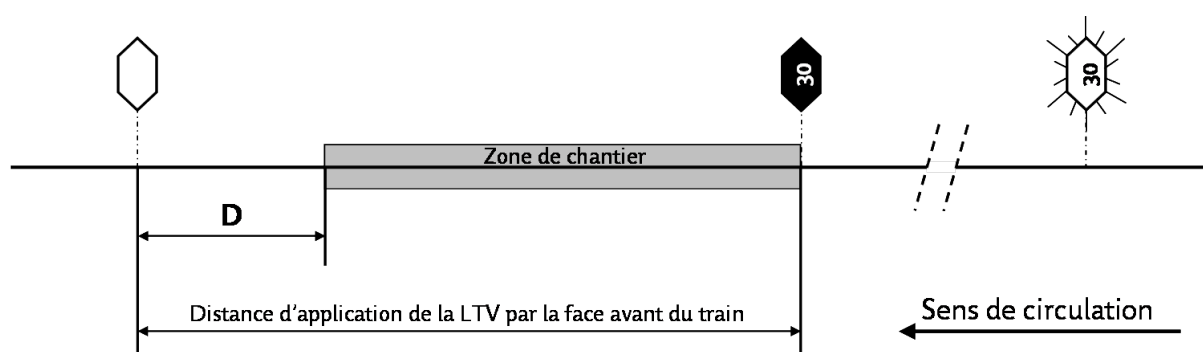 30
30
Zone de chantier
D
Distance d'application de la LTV par la face avant du train
Sens de circulation